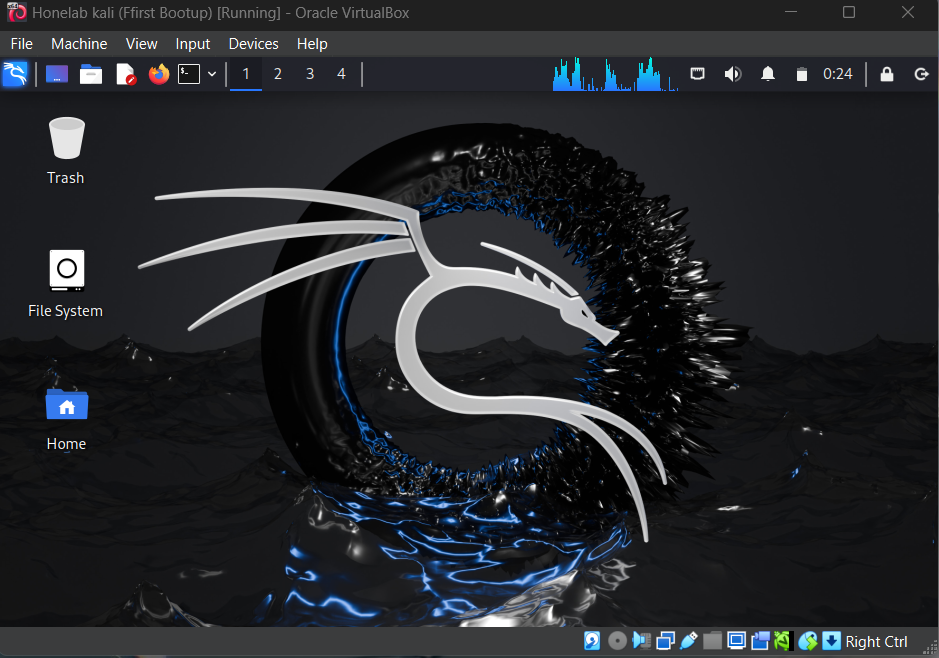 Honelab kali (Ffirst Bootup) [Running] - Oracle VirtualBox
File Machine View Input Devices Help
1 2 3 4 0:24
Trash
File System
Home
Right Ctrl